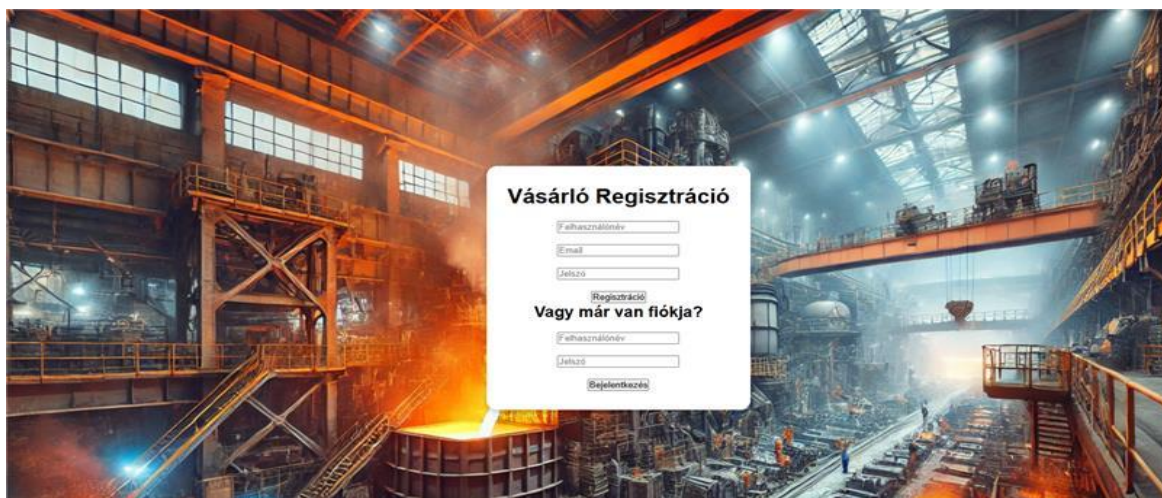 Vásárló Regisztráció
Felhasználónév
Email
Jelszó
Regisztráció
Vagy már van fiókja?
Felhasználónév
Jelszó
Bejelentkezés